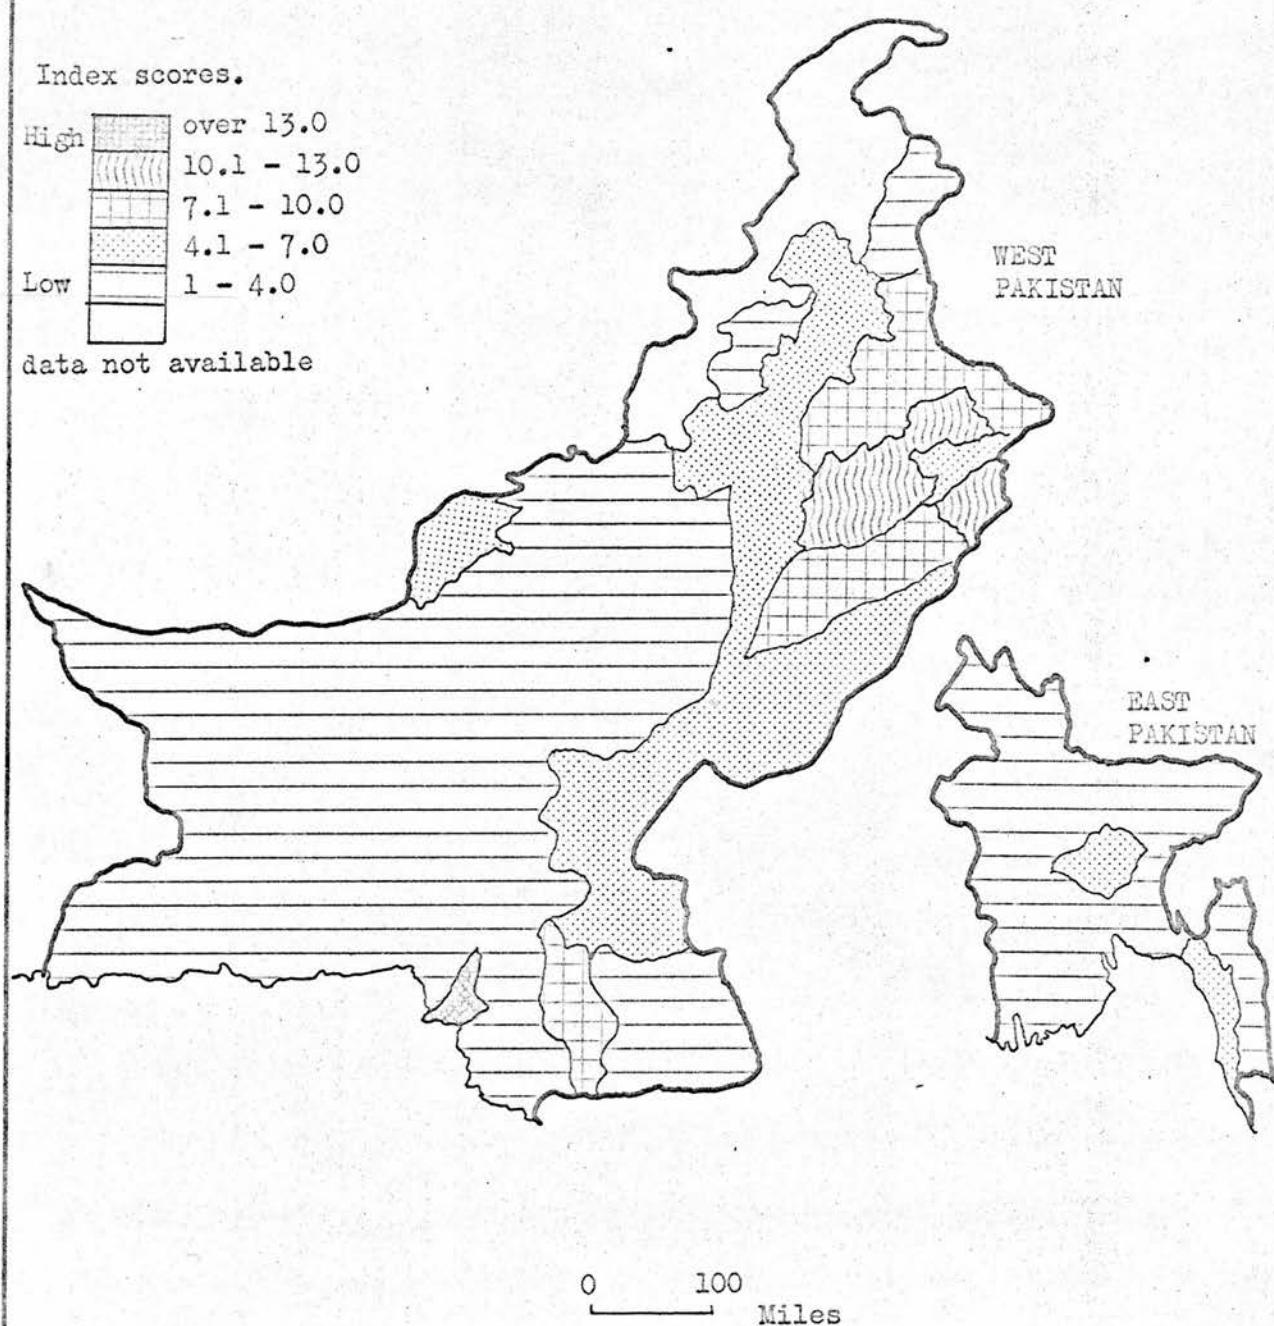 Index scores.
High over 13.0
10.1 - 13.0
7.1 - 10.0
4.1 - 7.0
Low 1 - 4.0
data not available
WEST
PAKISTAN
EAST
PAKISTAN
0 100
Miles